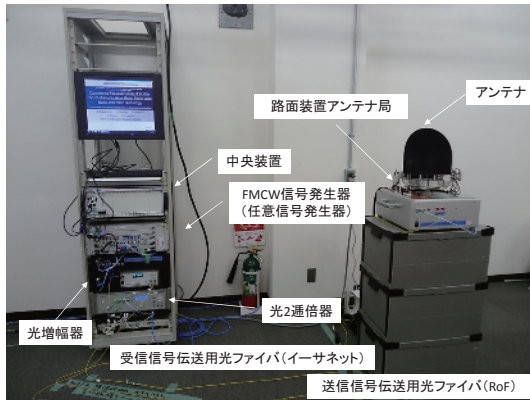 アンテナ
路面装置アンテナ局
中央装置
FMCW信号発生器
(任意信号発生器)
光増幅器
光2逓倍器
受信信号伝送用光ファイバ(イーサネット)
送信信号伝送用光ファイバ(RoF)